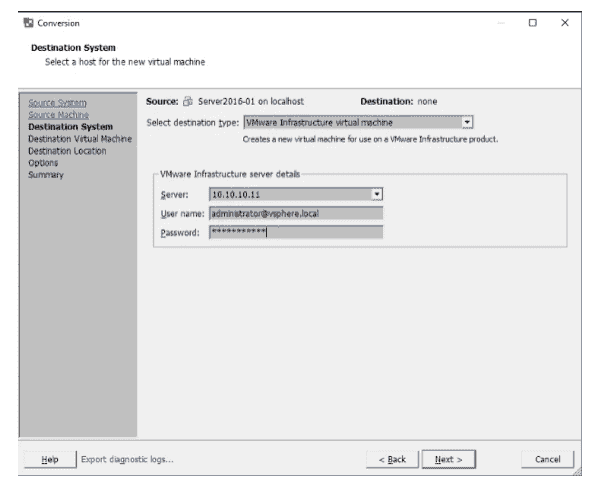 Conversion
Destination System
Select a host for the new virtual machine
Source System
Source Machine
Destination System
Destination Virtual Machine
Destination Location
Options
Summary
Source: Server2016-01 on localhost Destination: none
Select destination type: VMware Infrastructure virtual machine
Creates a new virtual machine for use on a VMware Infrastructure product.
VMware Infrastructure server details
Server: 10.10.10.11
User name: administrator@vsphere.local
Password: ***********
Help Export diagnostic logs... < Back Next > Cancel